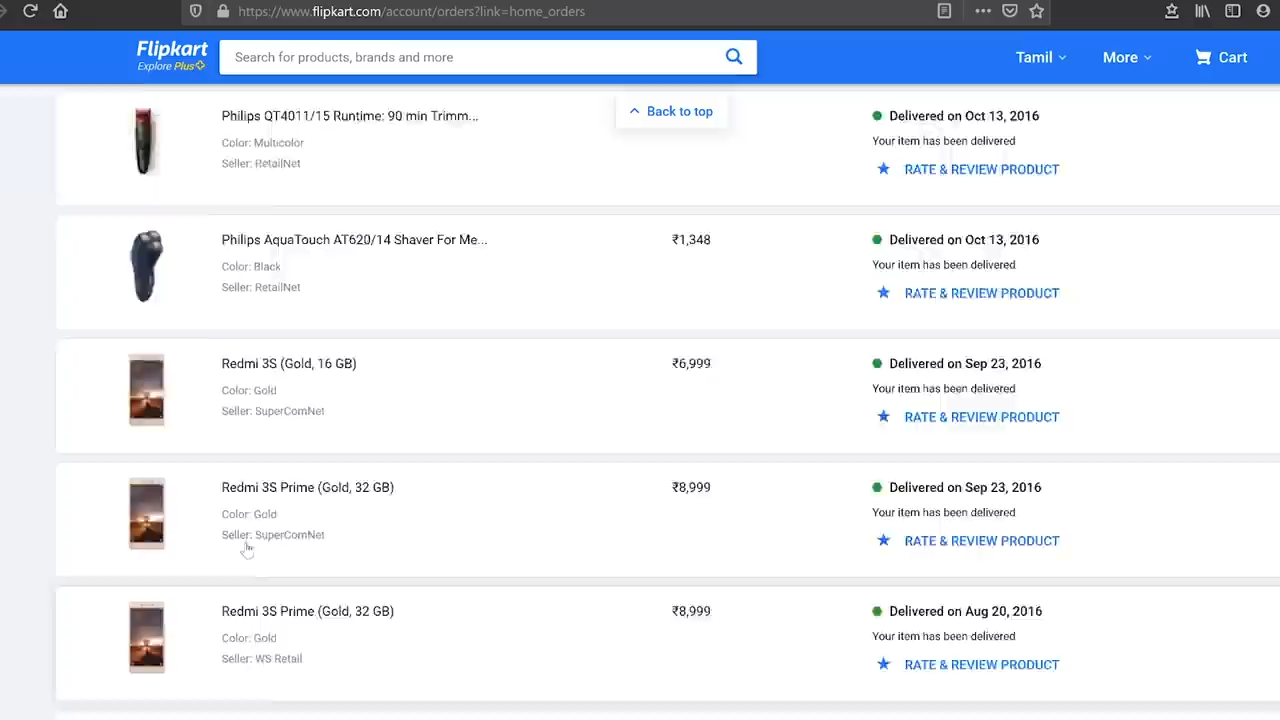 https://www.flipkart.com/account/orders?link=home_orders
Flipkart
Explore Plus
Search for products, brands and more
Tamil
More
Cart
Back to top
Philips QT4011/15 Runtime: 90 min Trimm...
Color: Multicolor
Seller: RetailNet
Delivered on Oct 13, 2016
Your item has been delivered
RATE & REVIEW PRODUCT
Philips AquaTouch AT620/14 Shaver For Me...
Color: Black
Seller: RetailNet
₹1,348
Delivered on Oct 13, 2016
Your item has been delivered
RATE & REVIEW PRODUCT
Redmi 3S (Gold, 16 GB)
Color: Gold
Seller: SuperComNet
₹6,999
Delivered on Sep 23, 2016
Your item has been delivered
RATE & REVIEW PRODUCT
Redmi 3S Prime (Gold, 32 GB)
Color: Gold
Seller: SuperComNet
₹8,999
Delivered on Sep 23, 2016
Your item has been delivered
RATE & REVIEW PRODUCT
Redmi 3S Prime (Gold, 32 GB)
Color: Gold
Seller: WS Retail
₹8,999
Delivered on Aug 20, 2016
Your item has been delivered
RATE & REVIEW PRODUCT